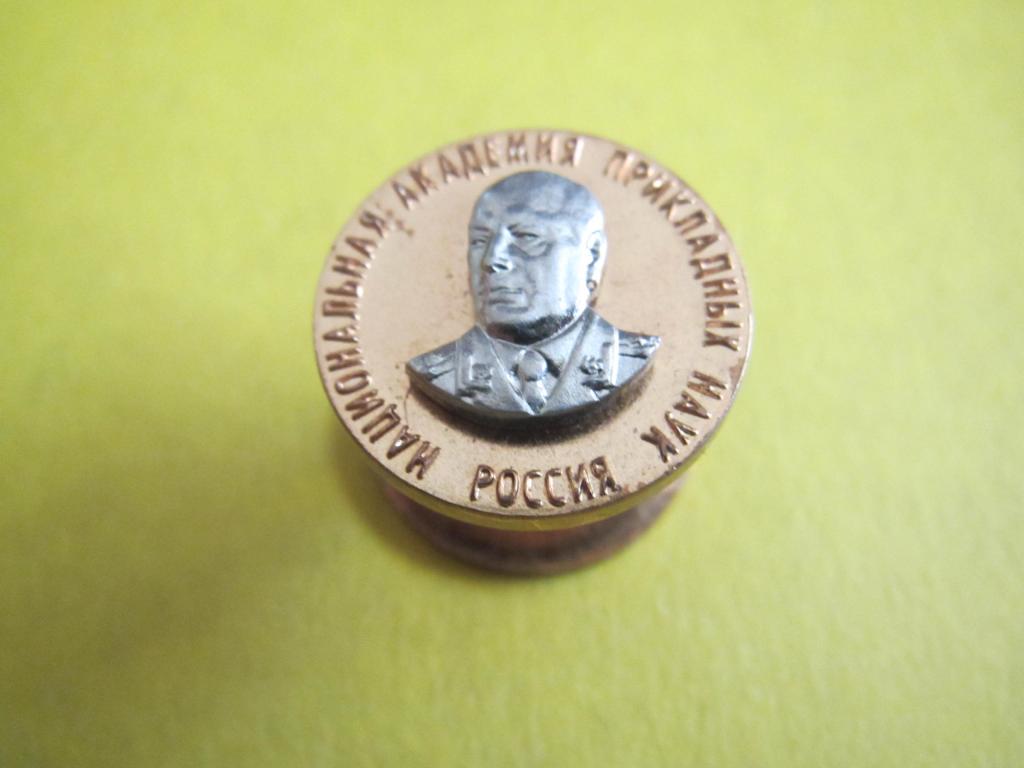 НАЦИОНАЛЬНАЯ АКАДЕМИЯ ПРИКЛАДНЫХ НАУК
РОССИЯ